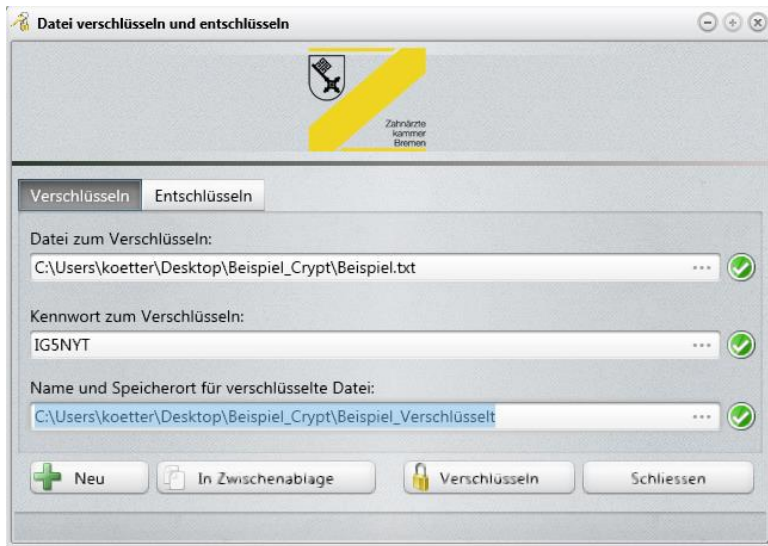 Datei verschlüsseln und entschlüsseln
Zahnärzte
kammer
Bremen
Verschlüsseln Entschlüsseln
Datei zum Verschlüsseln:
C:\Users\koetter\Desktop\Beispiel_Crypt\Beispiel.txt ...
Kennwort zum Verschlüsseln:
IG5NYT ...
Name und Speicherort für verschlüsselte Datei:
C:\Users\koetter\Desktop\Beispiel_Crypt\Beispiel_Verschlüsselt ...
Neu In Zwischenablage Verschlüsseln Schliessen